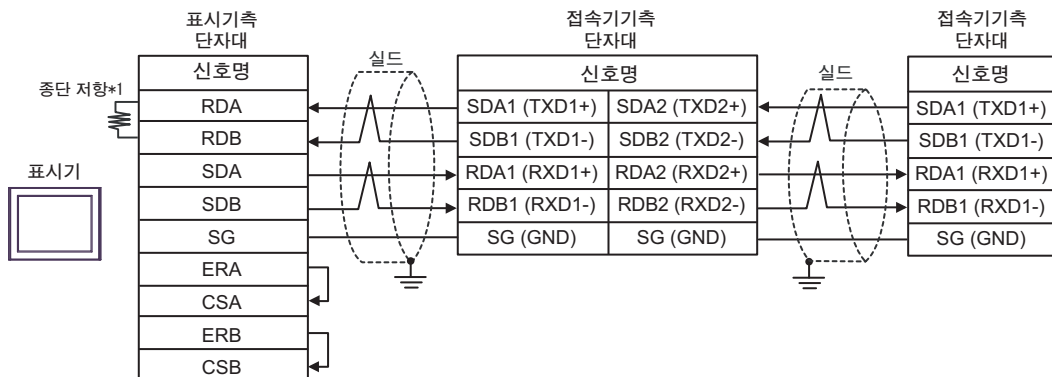 표시기측
단자대
신호명
종단 저항*1
RDA
RDB
SDA
SDB
SG
ERA
CSA
ERB
CSB
표시기
실드
접속기기측
단자대
신호명
SDA1 (TXD1+) SDA2 (TXD2+)
SDB1 (TXD1-) SDB2 (TXD2-)
RDA1 (RXD1+) RDA2 (RXD2+)
RDB1 (RXD1-) RDB2 (RXD2-)
SG (GND) SG (GND)
실드
접속기기측
단자대
신호명
SDA1 (TXD1+)
SDB1 (TXD1-)
RDA1 (RXD1+)
RDB1 (RXD1-)
SG (GND)